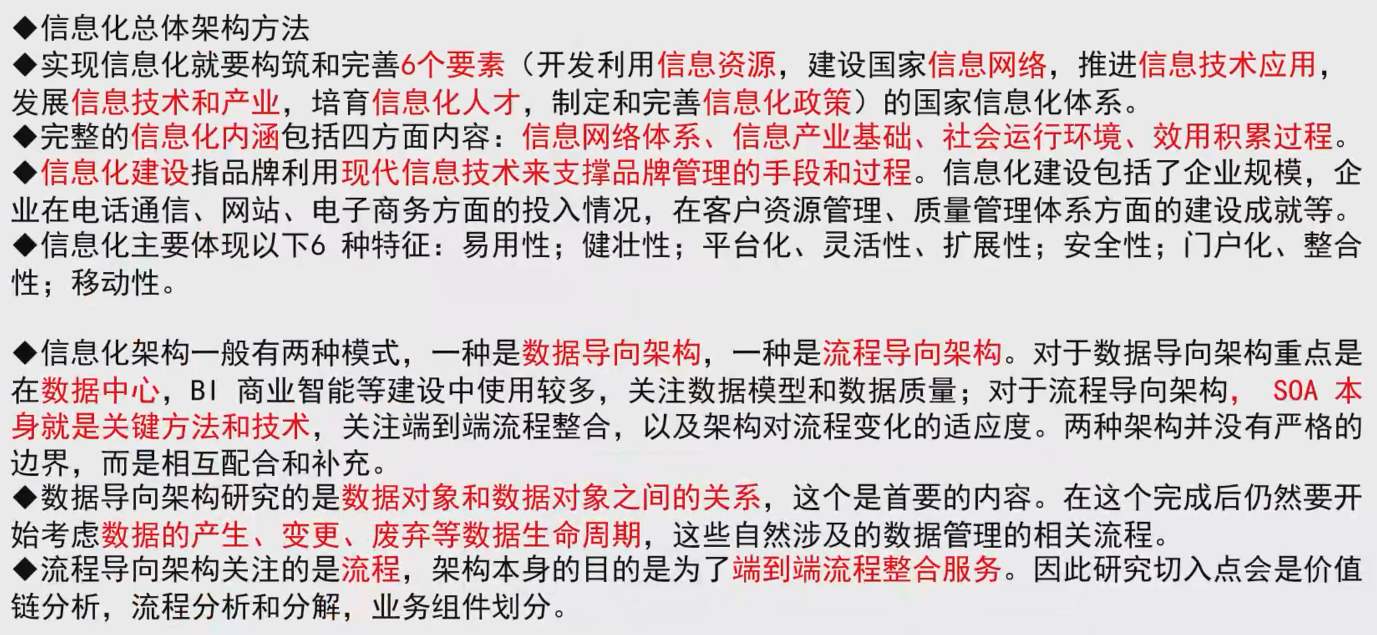 ◆信息化总体架构方法
◆实现信息化就要构筑和完善6个要素（开发利用信息资源，建设国家信息网络，推进信息技术应用，
发展信息技术和产业，培育信息化人才，制定和完善信息化政策）的国家信息化体系。
◆完整的信息化内涵包括四方面内容：信息网络体系、信息产业基础、社会运行环境、效用积累过程。
◆信息化建设指品牌利用现代信息技术来支撑品牌管理的手段和过程。信息化建设包括了企业规模，企
业在电话通信、网站、电子商务方面的投入情况，在客户资源管理、质量管理体系方面的建设成就等。
◆信息化主要体现以下6 种特征：易用性；健壮性；平台化、灵活性、扩展性；安全性；门户化、整合
性；移动性。
◆信息化架构一般有两种模式，一种是数据导向架构，一种是流程导向架构。对于数据导向架构重点是
在数据中心，BI 商业智能等建设中使用较多，关注数据模型和数据质量；对于流程导向架构， SOA 本
身就是关键方法和技术，关注端到端流程整合，以及架构对流程变化的适应度。两种架构并没有严格的
边界，而是相互配合和补充。
◆数据导向架构研究的是数据对象和数据对象之间的关系，这个是首要的内容。在这个完成后仍然要开
始考虑数据的产生、变更、废弃等数据生命周期，这些自然涉及的数据管理的相关流程。
◆流程导向架构关注的是流程，架构本身的目的是为了端到端流程整合服务。因此研究切入点会是价值
链分析，流程分析和分解，业务组件划分。